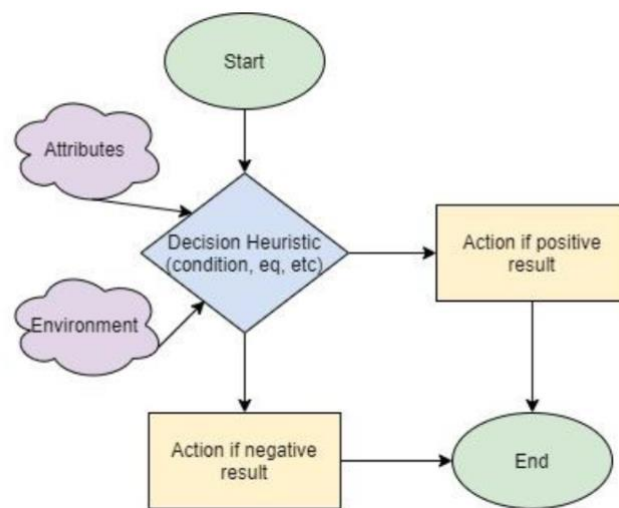 Start
Attributes
Decision Heuristic
(condition, eq, etc)
Action if positive
result
Environment
Action if negative
result
End